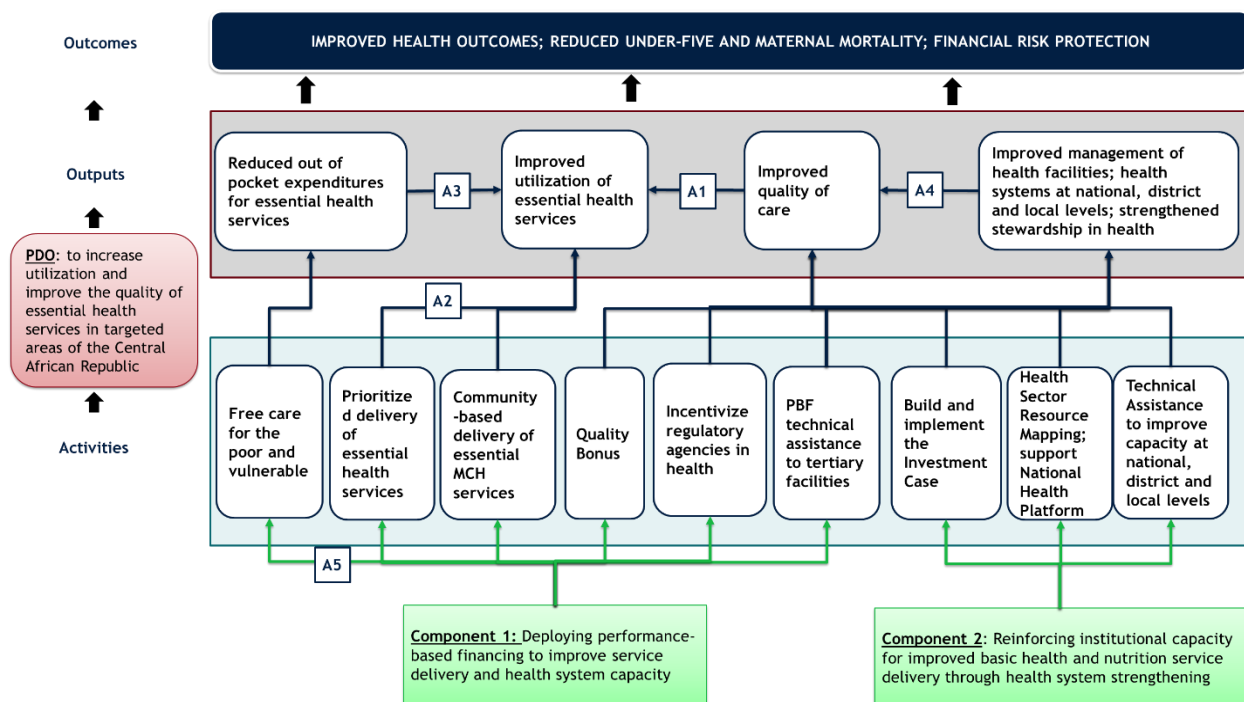 Outcomes
IMPROVED HEALTH OUTCOMES; REDUCED UNDER-FIVE AND MATERNAL MORTALITY; FINANCIAL RISK PROTECTION
Outputs
Reduced out of
pocket expenditures
for essential health
services
A3
Improved
utilization of
essential health
services
A1
Improved
quality of
care
A4
Improved management of
health facilities; health
systems at national, district
and local levels; strengthened
stewardship in health
PDO: to increase
utilization and
improve the quality of
essential health
services in targeted
areas of the Central
African Republic
A2
Activities
Free care
for the
poor and
vulnerable
Prioritize
d delivery
of
essential
health
services
Community
-based
delivery of
essential
MCH
services
Quality
Bonus
Incentivize
regulatory
agencies in
health
PBF
technical
assistance
to tertiary
facilities
Build and
implement
the
Investment
Case
Health
Sector
Resource
Mapping;
support
National
Health
Platform
Technical
Assistance
to improve
capacity at
national,
district and
local levels
A5
Component 1: Deploying performance-
based financing to improve service
delivery and health system capacity
Component 2: Reinforcing institutional capacity
for improved basic health and nutrition service
delivery through health system strengthening